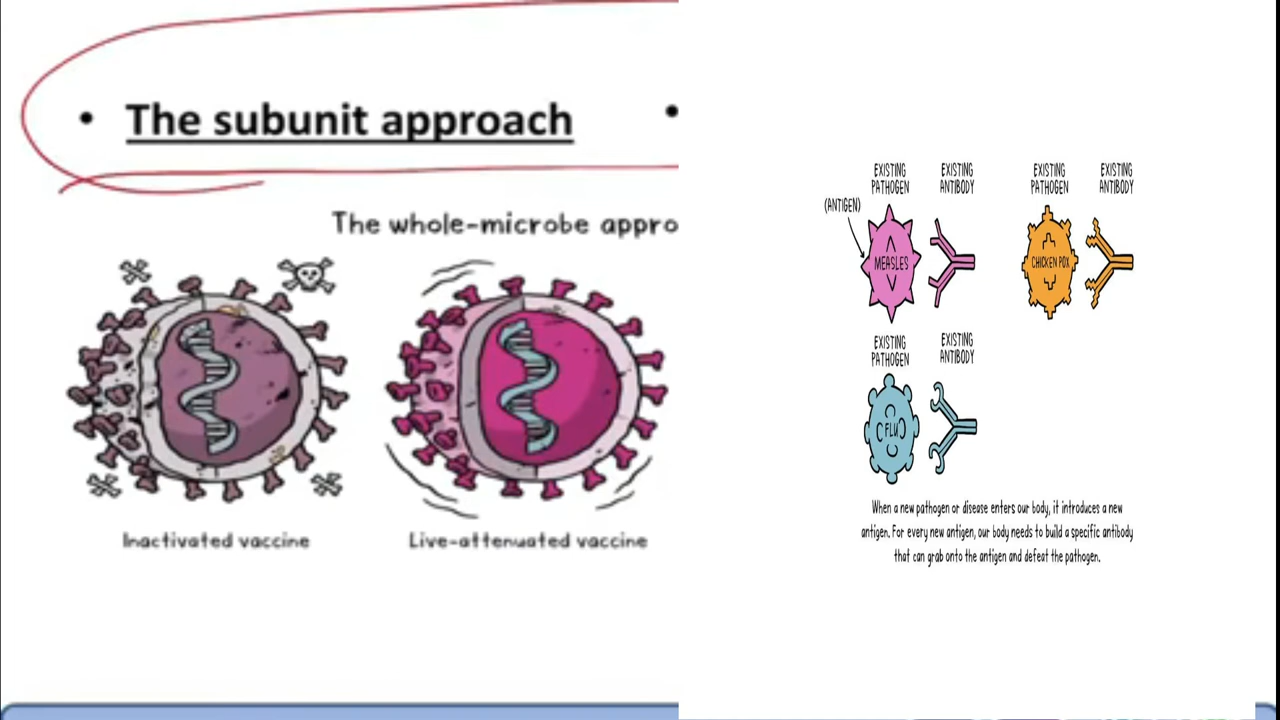 • The subunit approach
•
The whole-microbe appro
Inactivated vaccine
Live-attenuated vaccine
EXISTING
PATHOGEN
EXISTING
ANTIBODY
(ANTIGEN)
MEASLES
EXISTING
PATHOGEN
EXISTING
ANTIBODY
CHICKEN POX
EXISTING
PATHOGEN
EXISTING
ANTIBODY
FLU
When a new pathogen or disease enters our body, it introduces a new
antigen. For every new antigen, our body needs to build a specific antibody
that can grab onto the antigen and defeat the pathogen.